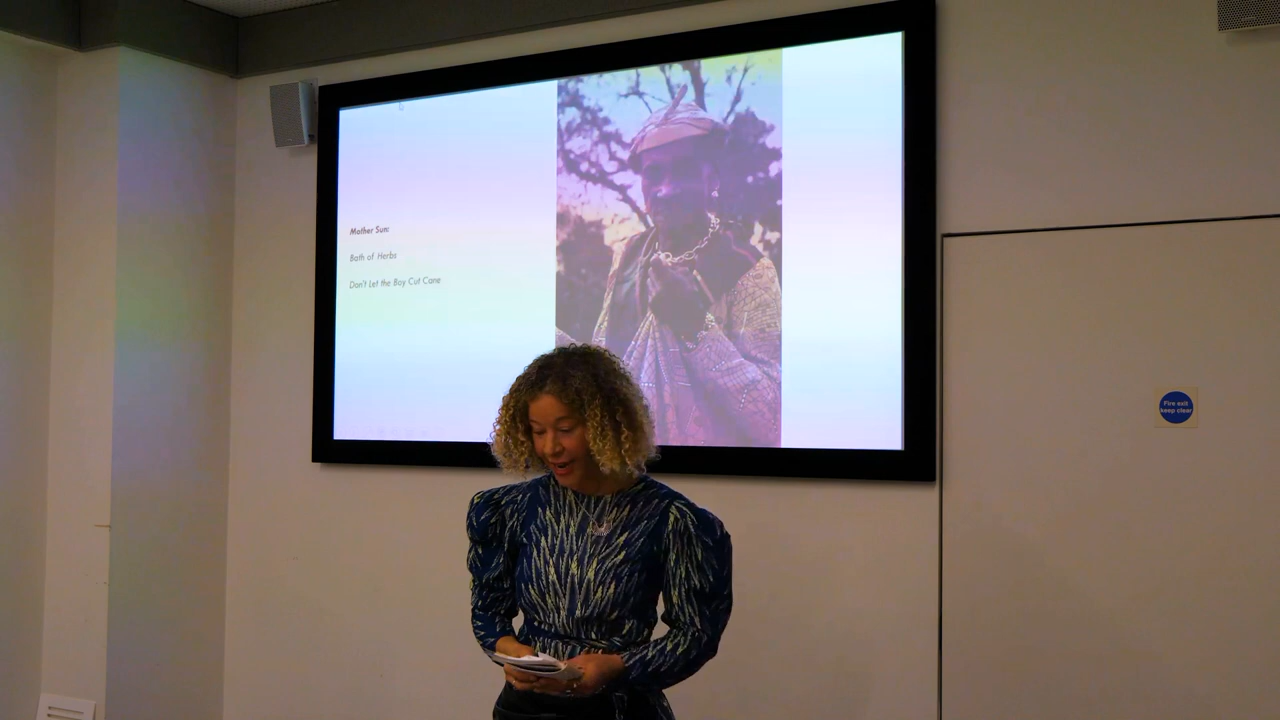 Mother Sun:
Bath of Herbs
Don't Let the Boy Cut Cane
Fire exit
keep clear